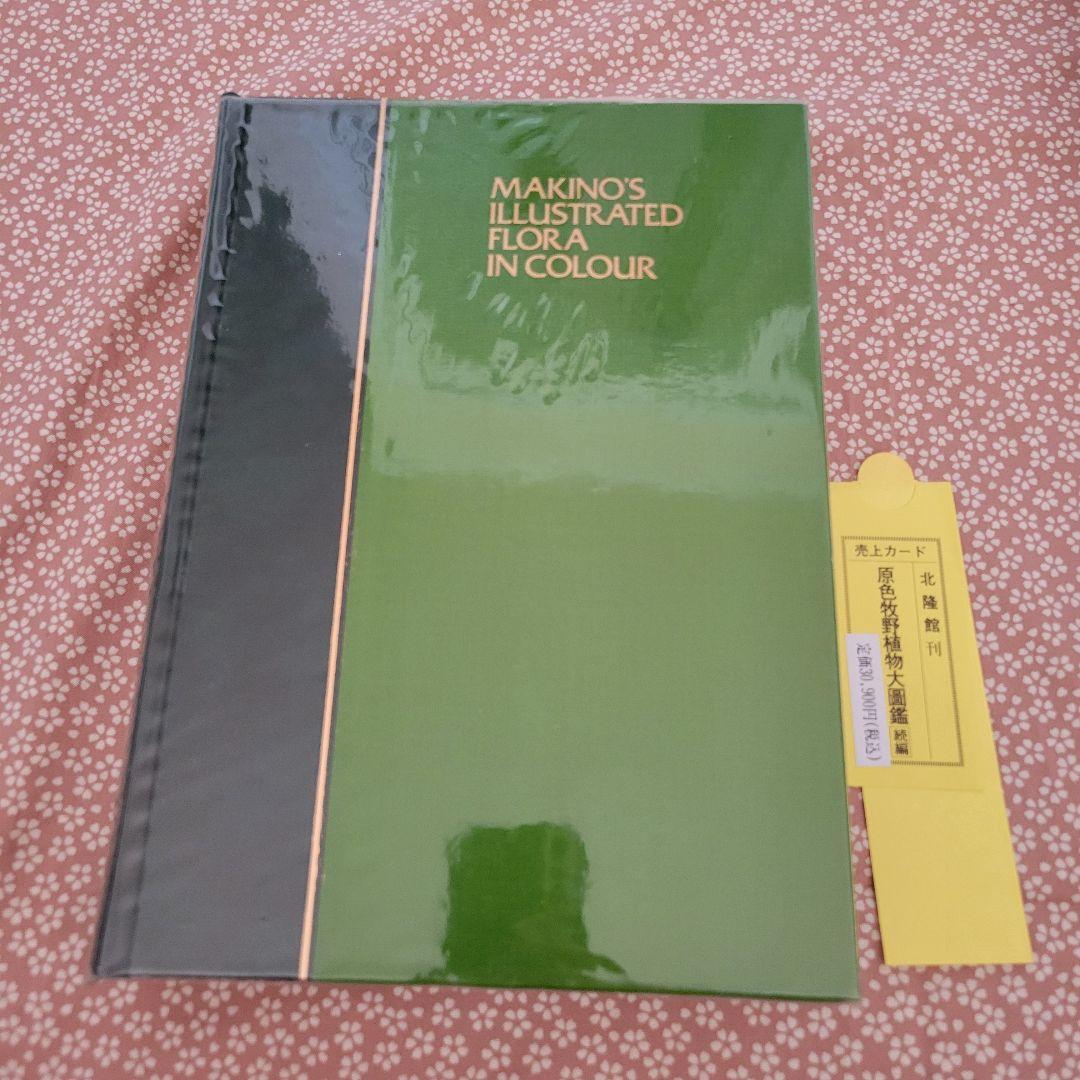 MAKINO'S
ILLUSTRATED
FLORA
IN COLOUR
売上カード
北隆館刊
原色牧野植物大圖鑑 続編
定価30,900円(税込)